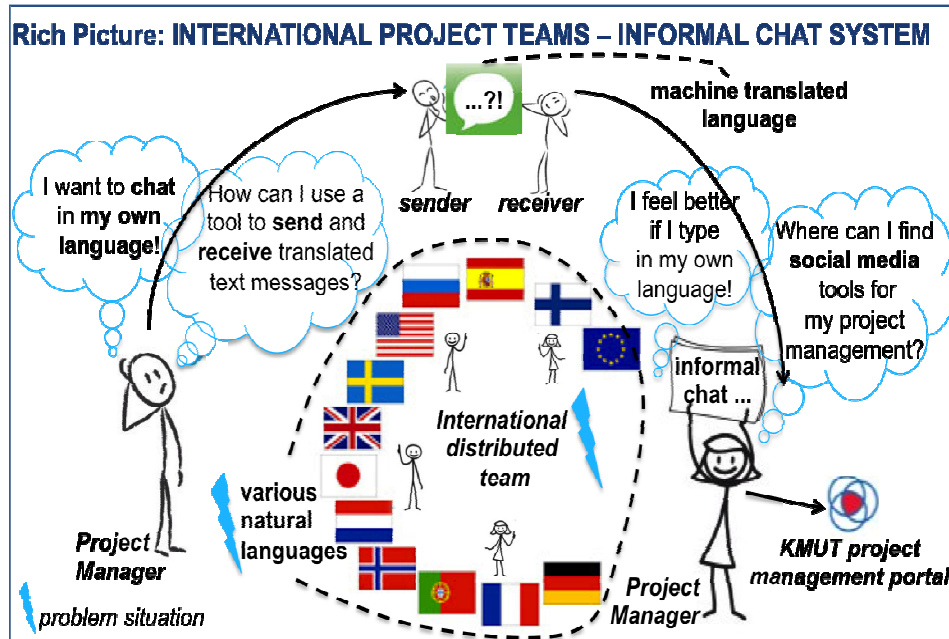 Rich Picture: INTERNATIONAL PROJECT TEAMS – INFORMAL CHAT SYSTEM
...?!
machine translated
language
sender
receiver
I want to chat
in my own
language!
How can I use a
tool to send and
receive translated
text messages?
I feel better
if I type
in my own
language!
Where can I find
social media
tools for
my project
management?
informal
chat ...
International
distributed
team
various
natural
languages
Project
Manager
Project
Manager
KMUT project
management portal
problem situation